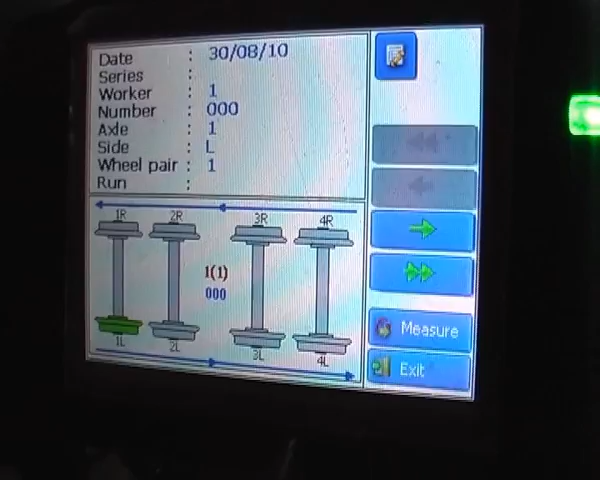 Date : 30/08/10
Series :
Worker : 1
Number : 000
Axle : 1
Side : L
Wheel pair : 1
Run :
1R 2R 3R 4R
1(1)
000
1L 2L 3L 4L
Measure
Exit